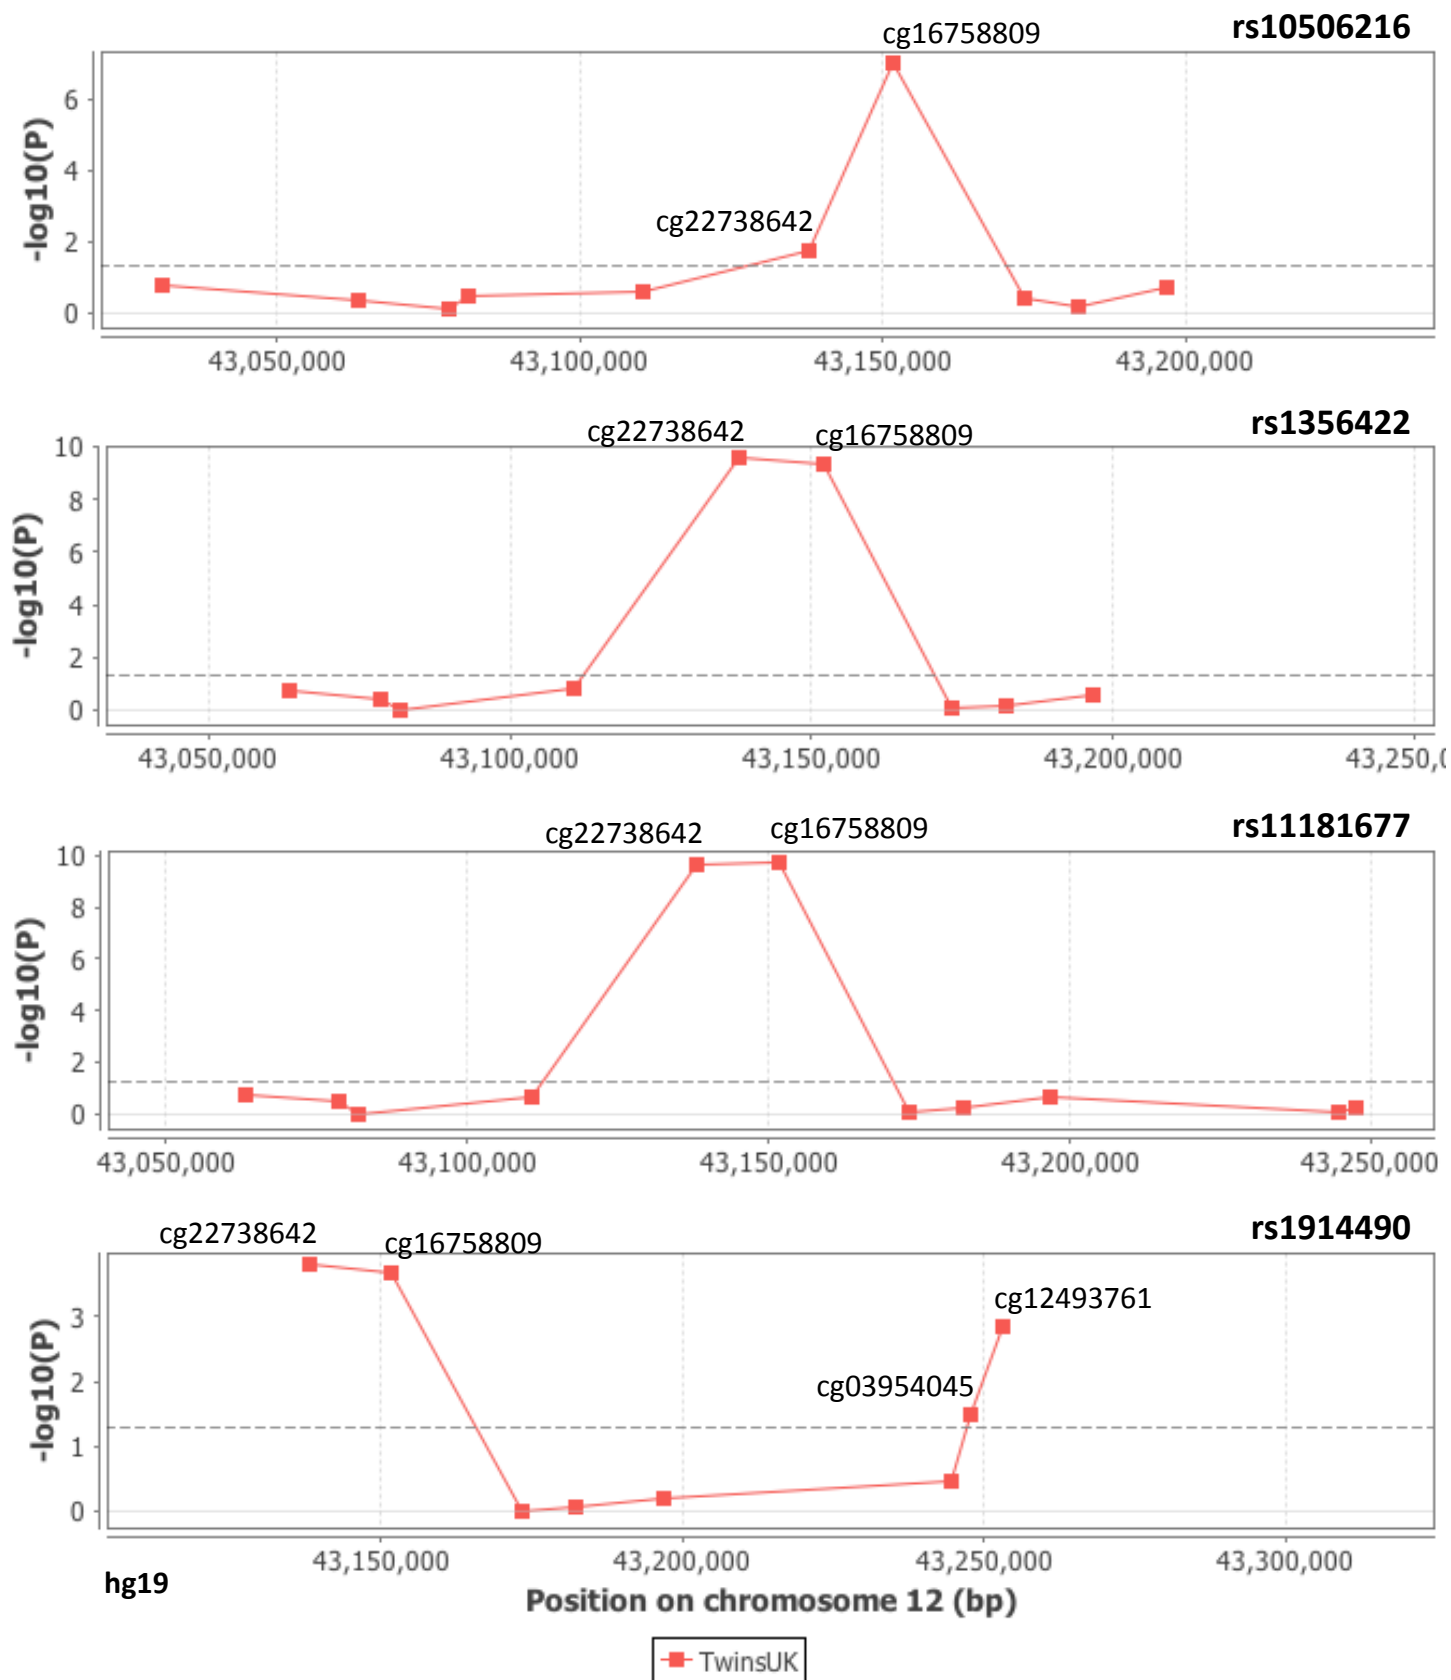 cg16758809
rs10506216
-log10(P)
6
4
2
0
cg22738642
43,050,000 43,100,000 43,150,000 43,200,000
rs1356422
cg22738642 cg16758809
-log10(P)
10
8
6
4
2
0
43,050,000 43,100,000 43,150,000 43,200,000 43,250,0
rs11181677
cg22738642 cg16758809
-log10(P)
10
8
6
4
2
0
43,050,000 43,100,000 43,150,000 43,200,000 43,250,000
rs1914490
cg22738642 cg16758809
cg12493761
cg03954045
-log10(P)
3
2
1
0
43,150,000 43,200,000 43,250,000 43,300,000
hg19
Position on chromosome 12 (bp)
TwinsUK